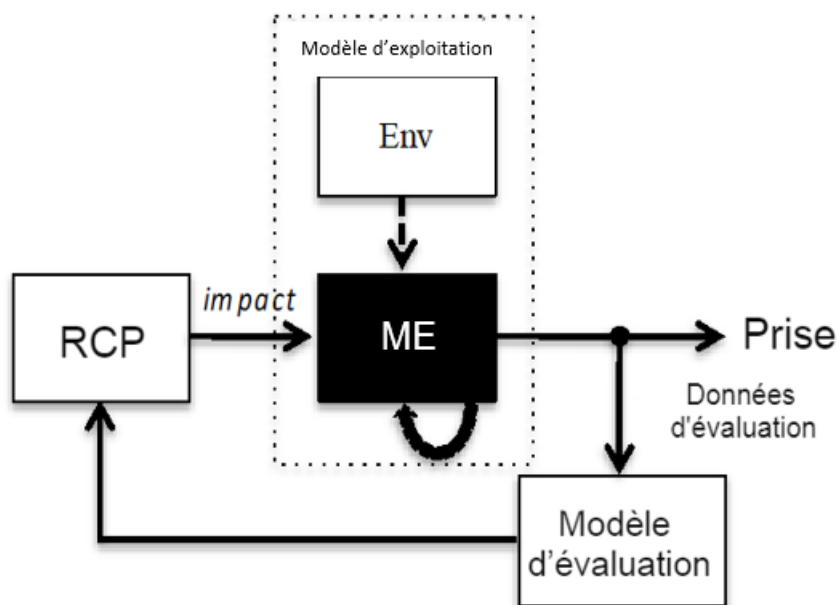 Modèle d'exploitation
Env
impact
RCP
ME
Prise
Données
d'évaluation
Modèle
d'évaluation